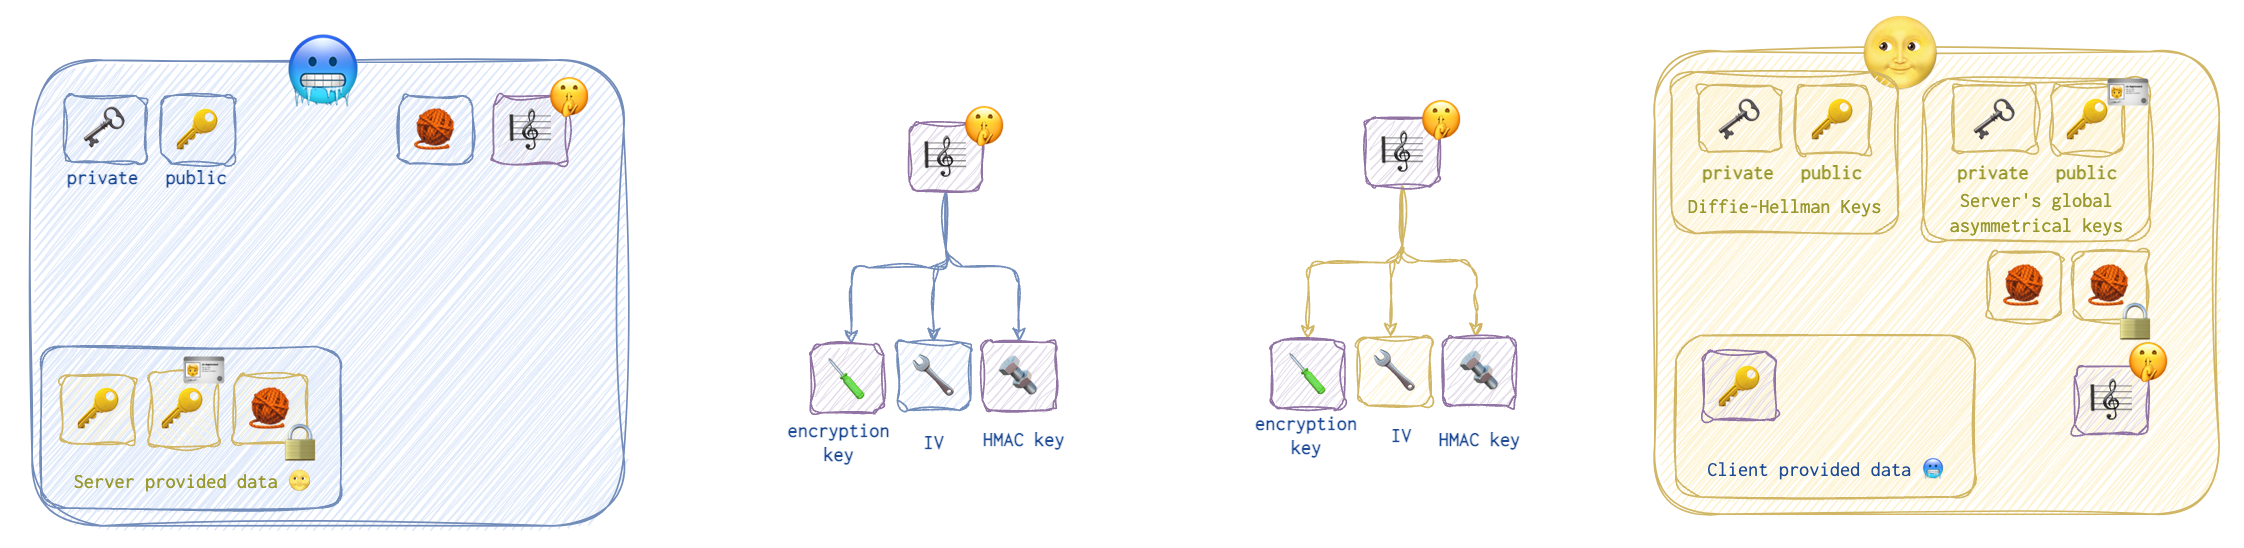 private
public
Server provided data
encryption
key
IV
HMAC key
encryption
key
IV
HMAC key
private
public
Diffie-Hellman Keys
private
public
Server's global
asymmetrical keys
Client provided data